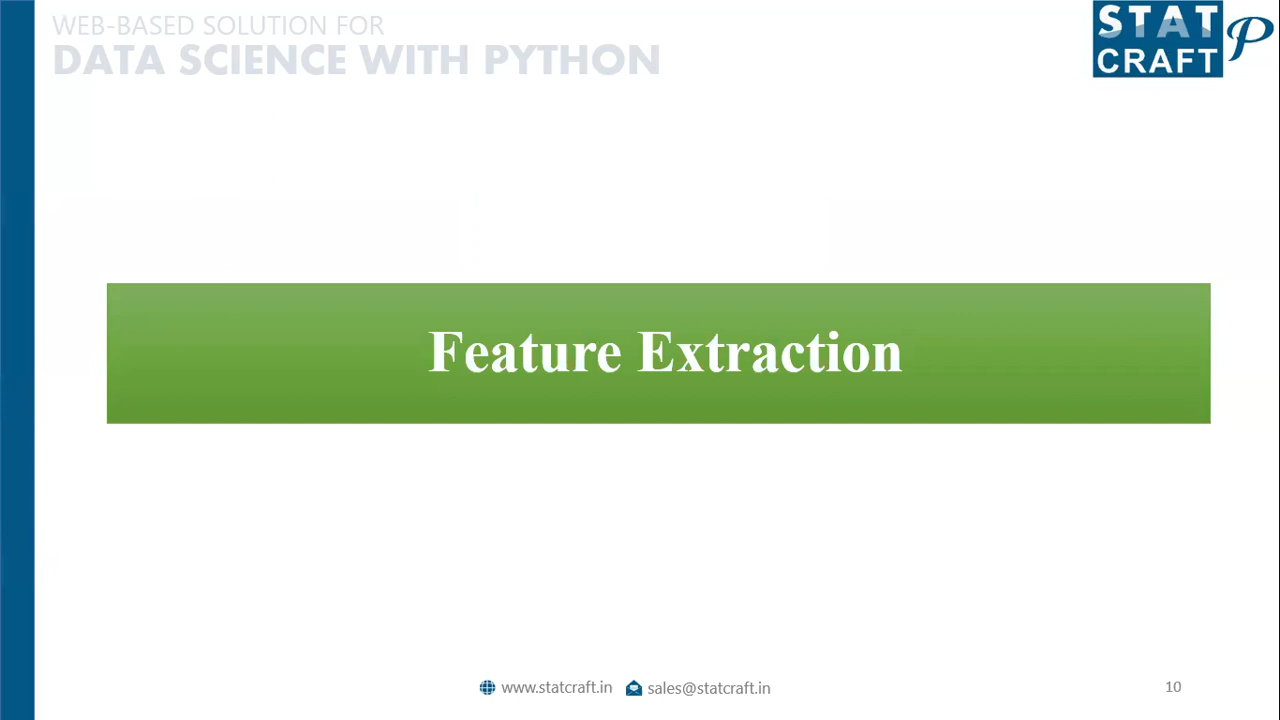 WEB-BASED SOLUTION FOR
DATA SCIENCE WITH PYTHON
STAT
CRAFT
p
Feature Extraction
www.statcraft.in sales@statcraft.in
10